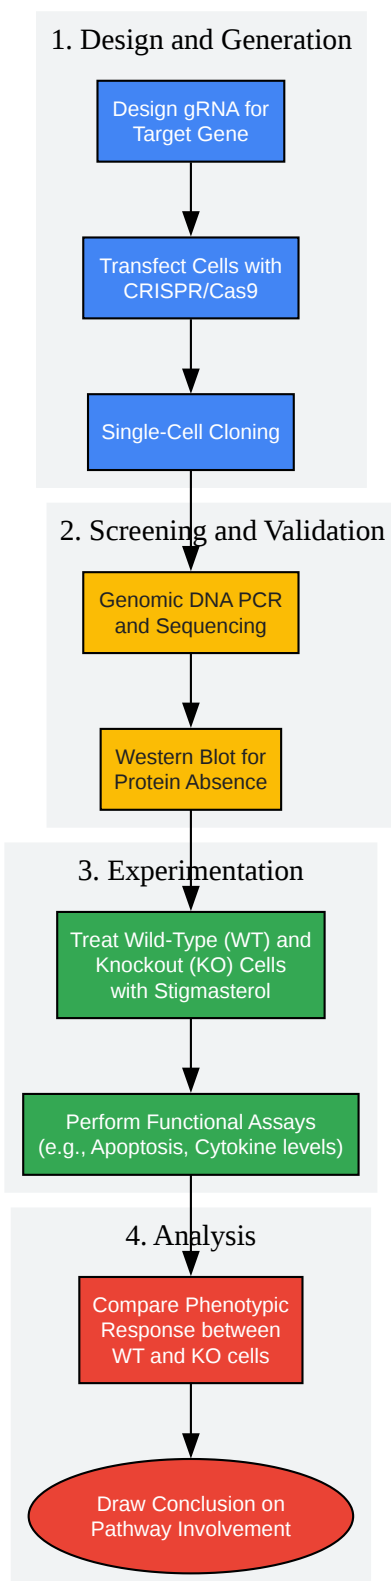 1. Design and Generation
Design gRNA for
Target Gene
Transfect Cells with
CRISPR/Cas9
Single-Cell Cloning
2. Screening and Validation
Genomic DNA PCR
and Sequencing
Western Blot for
Protein Absence
3. Experimentation
Treat Wild-Type (WT) and
Knockout (KO) Cells
with Stigmasterol
Perform Functional Assays
(e.g., Apoptosis, Cytokine levels)
4. Analysis
Compare Phenotypic
Response between
WT and KO cells
Draw Conclusion on
Pathway Involvement